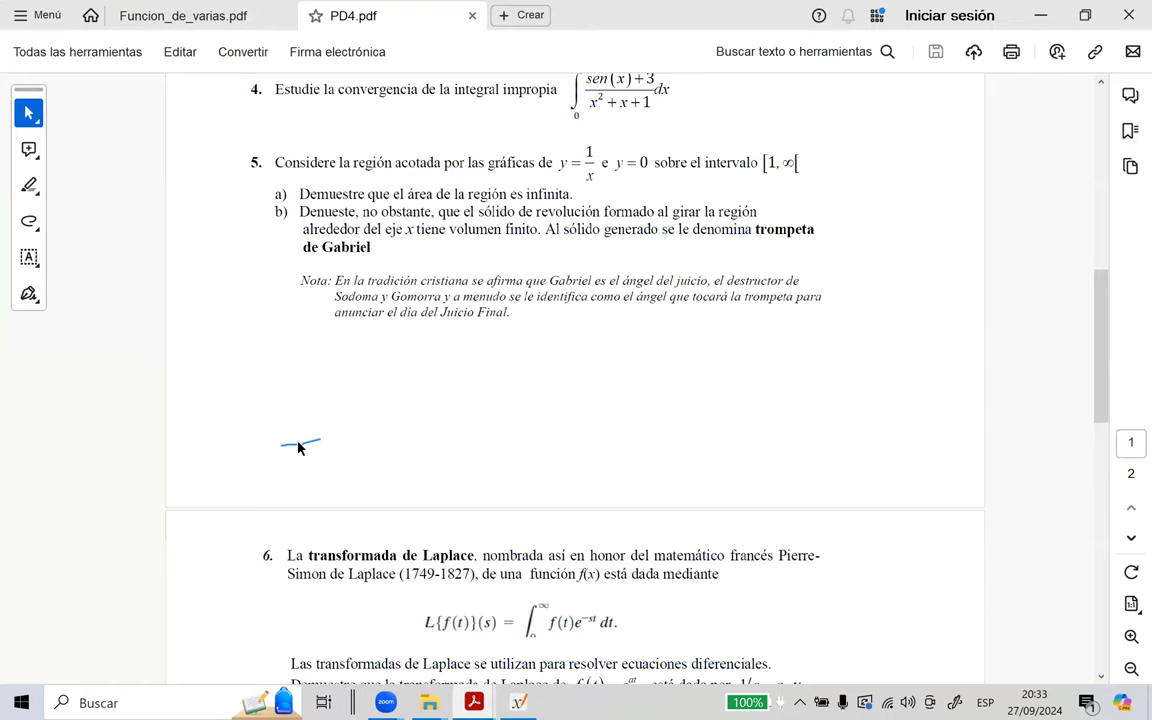 Menú
Funcion_de_varias.pdf
PD4.pdf
Crear
Iniciar sesión
Todas las herramientas
Editar
Convertir
Firma electrónica
Buscar texto o herramientas
4. Estudie la convergencia de la integral impropia ∫ 0 (sen(x)+3)/(x²+x+1) dx
5. Considere la región acotada por las gráficas de y = 1/x e y = 0 sobre el intervalo [1, ∞[
a) Demuestre que el área de la región es infinita.
b) Denueste, no obstante, que el sólido de revolución formado al girar la región
alrededor del eje x tiene volumen finito. Al sólido generado se le denomina trompeta
de Gabriel
Nota: En la tradición cristiana se afirma que Gabriel es el ángel del juicio, el destructor de
Sodoma y Gomorra y a menudo se le identifica como el ángel que tocará la trompeta para
anunciar el día del Juicio Final.
6. La transformada de Laplace, nombrada así en honor del matemático francés Pierre-
Simon de Laplace (1749-1827), de una función f(x) está dada mediante
L{f(t)}(s) = ∫₀^∞ f(t)e^{-st} dt.
Las transformadas de Laplace se utilizan para resolver ecuaciones diferenciales.
1
2
1:1
Buscar
zoom
100%
ESP
20:33
27/09/2024
1